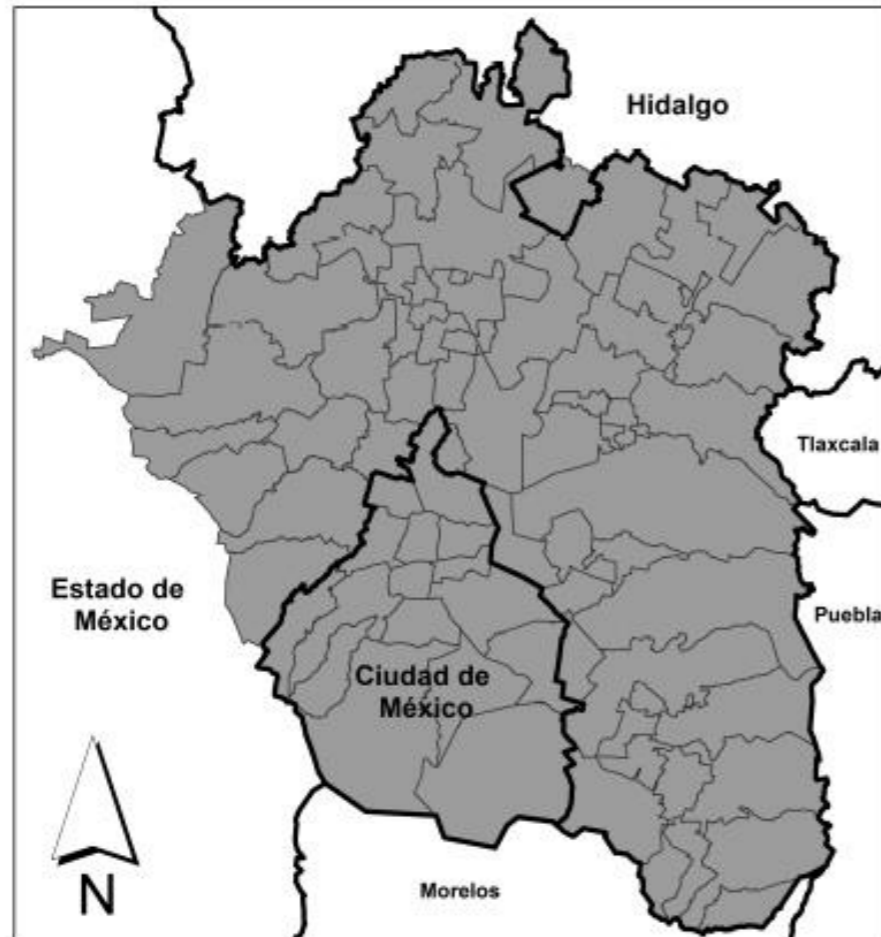 Hidalgo
Tlaxcala
Estado de
México
Puebla
Ciudad de
México
N
Morelos